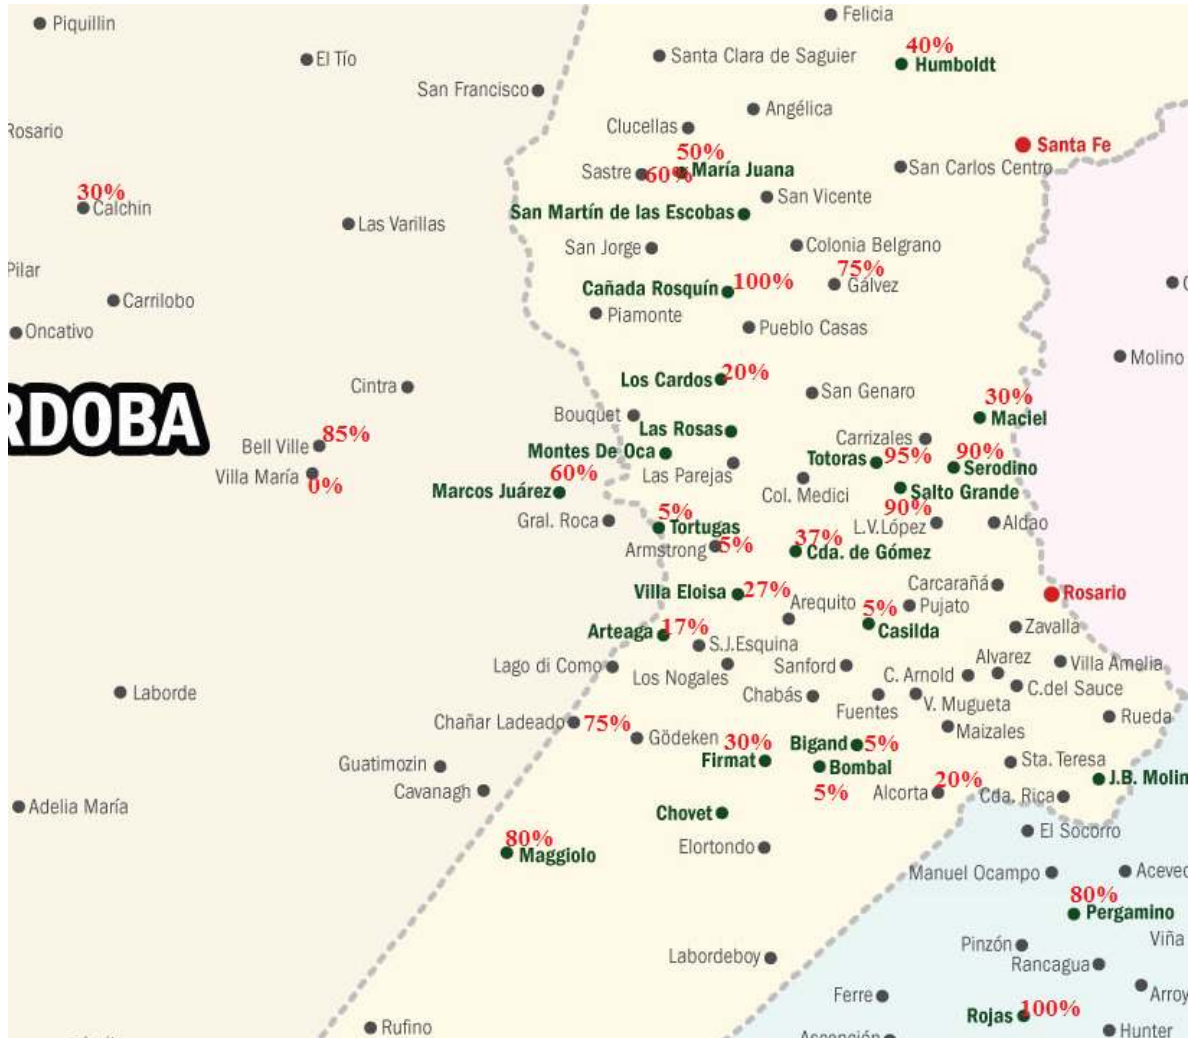 Felicia
Piquillin
40%
El Tío
Santa Clara de Saguier
Humboldt
San Francisco
Angélica
Clucellas
Rosario
Santa Fe
50%
María Juana
San Carlos Centro
Sastre
60%
30%
Calchin
San Vicente
San Martín de las Escobas
Las Varillas
San Jorge
Colonia Belgrano
Pilar
75%
Cañada Rosquín
100%
Gálvez
Carrilobo
Piamonte
Oncativo
Pueblo Casas
Molino
Los Cardos
20%
Cintra
San Genaro
30%
Maciel
RDOBA
Bouquet
Las Rosas
85%
Bell Ville
Carrizales
Montes De Oca
Totoras
95%
90%
Serodino
Villa María
0%
60%
Las Parejas
Marcos Juárez
Col. Medici
Salto Grande
90%
5%
Gral. Roca
Tortugas
L.V.López
Aldao
37%
Armstrong
5%
Cda. de Gómez
Villa Eloisa
27%
Carcarañá
Rosario
Arequito
5%
Pujato
Arteaga
17%
Casilda
Zavalla
S.J.Esquina
Lago di Como
Los Nogales
Sanford
Alvarez
Villa Amelia
C. Arnold
Laborde
Chabás
C.del Sauce
Fuentes
V. Mugueta
Chañar Ladeado
75%
Rueda
Gödeken
30%
Bigand
5%
Maizales
Firmat
Guatimozin
Bombal
Sta. Teresa
Cavanagh
5%
Alcorta
20%
Cda. Rica
J.B. Molin
Adelia María
Chovet
El Socorro
80%
Maggiolo
Elortondo
Manuel Ocampo
Aceved
80%
Pergamino
Pinzón
Viña
Labordeboy
Rancagua
Ferre
Arroy
Rojas
100%
Rufino
Hunter